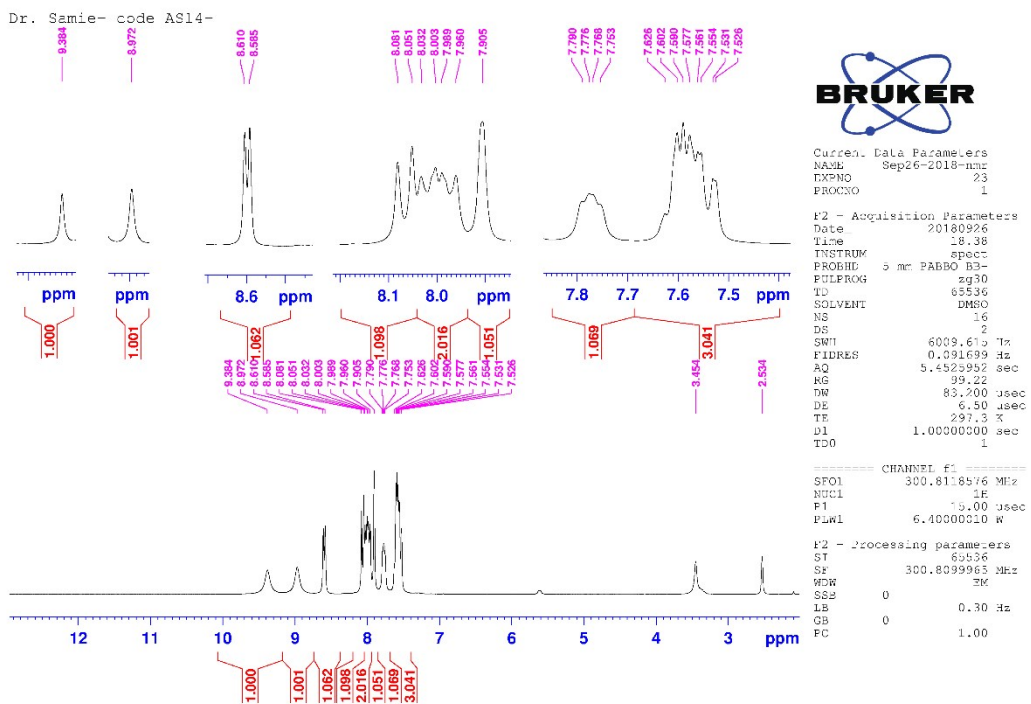 Dr. Samie- code AS14-
9.384
8.972
8.610
8.585
8.081
8.051
8.032
8.003
7.989
7.960
7.905
7.790
7.776
7.768
7.753
7.626
7.602
7.590
7.577
7.561
7.554
7.531
7.526
BRUKER
ppm
ppm
8.6 ppm
8.1 8.0 ppm
7.8 7.7 7.6 7.5 ppm
1.000
1.001
1.062
1.098
2.016
1.051
1.069
3.041
9.384
8.972
8.610
8.585
8.081
8.051
8.032
8.003
7.989
7.960
7.905
7.790
7.776
7.768
7.753
7.626
7.602
7.590
7.577
7.561
7.554
7.531
7.526
3.454
2.534
12 11 10 9 8 7 6 5 4 3 ppm
1.000
1.001
1.062
1.098
2.016
1.051
1.069
3.041
Current Data Parameters
NAME Sep26-2018-nmr
EXPNO 23
PROCNO 1
F2 - Acquisition Parameters
Date_ 20180926
Time 18.38
INSTRUM spect
PROBHD 5 mm PABBO BB-
PULPROG zg30
TD 65536
SOLVENT DMSO
NS 16
DS 2
SWH 6009.615 Hz
FIDRES 0.091699 Hz
AQ 5.4525952 sec
RG 99.22
DW 83.200 usec
DE 6.50 usec
TE 297.3 K
D1 1.00000000 sec
TD0 1
======== CHANNEL f1 ========
SFO1 300.8118576 MHz
NUC1 1H
P1 15.00 usec
PLW1 6.40000010 W
F2 - Processing parameters
SI 65536
SF 300.8099965 MHz
WDW EM
SSB 0
LB 0.30 Hz
GB 0
PC 1.00